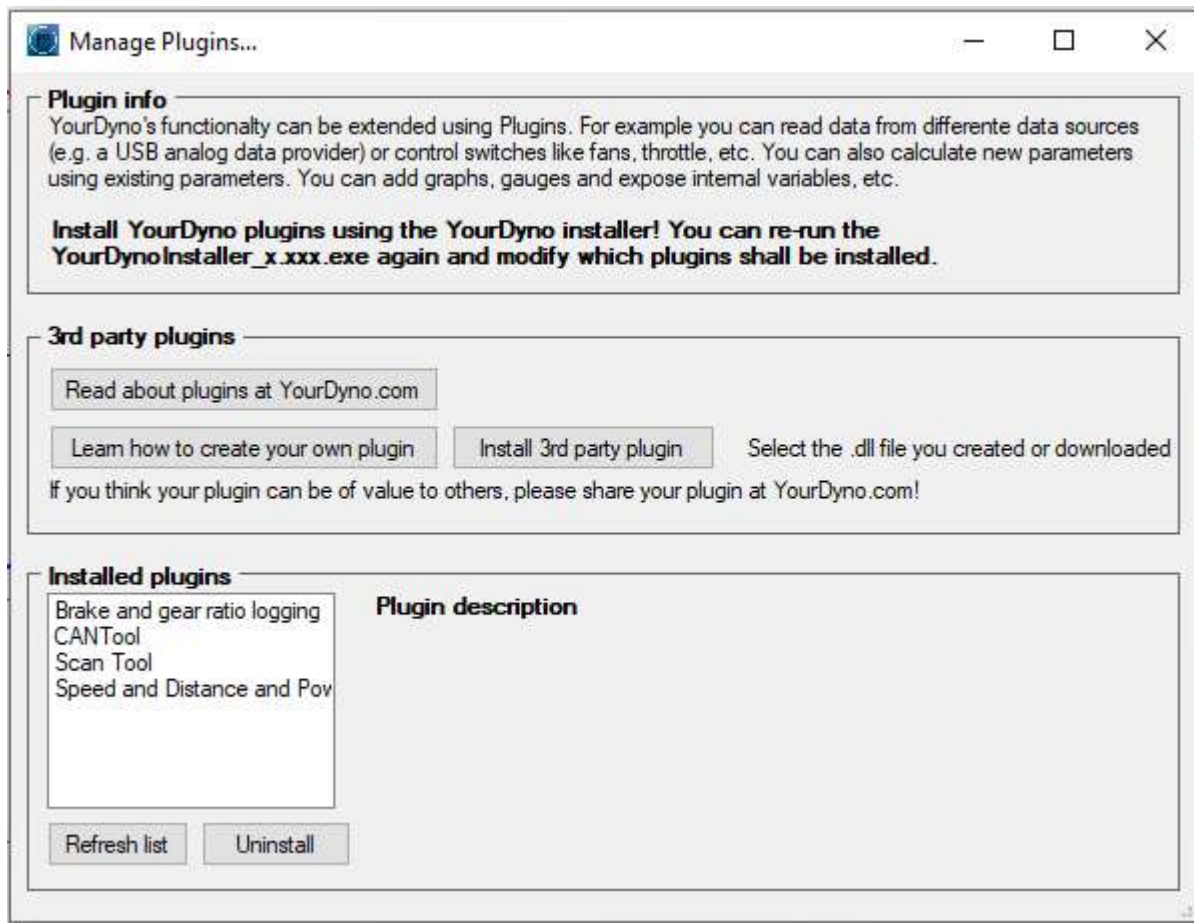 Manage Plugins...
Plugin info
YourDyno's functionalty can be extended using Plugins. For example you can read data from differente data sources
(e.g. a USB analog data provider) or control switches like fans, throttle, etc. You can also calculate new parameters
using existing parameters. You can add graphs, gauges and expose internal variables, etc.
Install YourDyno plugins using the YourDyno installer! You can re-run the
YourDynoInstaller_x.xxx.exe again and modify which plugins shall be installed.
3rd party plugins
Read about plugins at YourDyno.com
Learn how to create your own plugin Install 3rd party plugin Select the .dll file you created or downloaded
If you think your plugin can be of value to others, please share your plugin at YourDyno.com!
Installed plugins
Brake and gear ratio logging Plugin description
CANTool
Scan Tool
Speed and Distance and Pow
Refresh list Uninstall